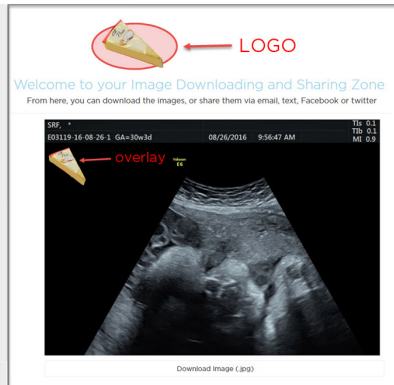 LOGO
Welcome to your Image Downloading and Sharing Zone
From here, you can download the images, or share them via email, text, Facebook or twitter
SRF, * TIs 0.1
TIb 0.1
E03119-16-08-26-1 GA=30w3d 08/26/2016 9:56:47 AM MI 0.9
overlay
Voluson
E6
Download Image (.jpg)